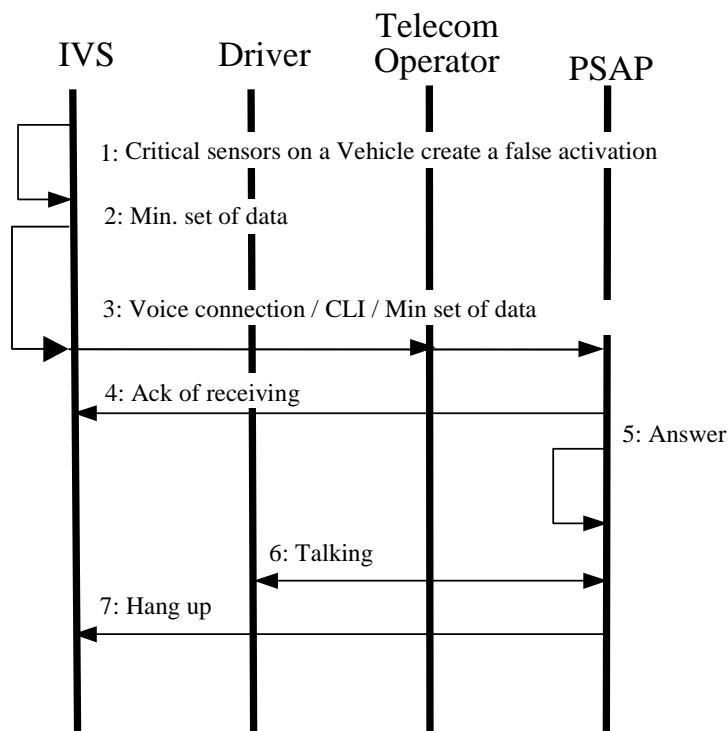 IVS
Driver
Telecom
Operator
PSAP
1: Critical sensors on a Vehicle create a false activation
2: Min. set of data
3: Voice connection / CLI / Min set of data
4: Ack of receiving
5: Answer
6: Talking
7: Hang up